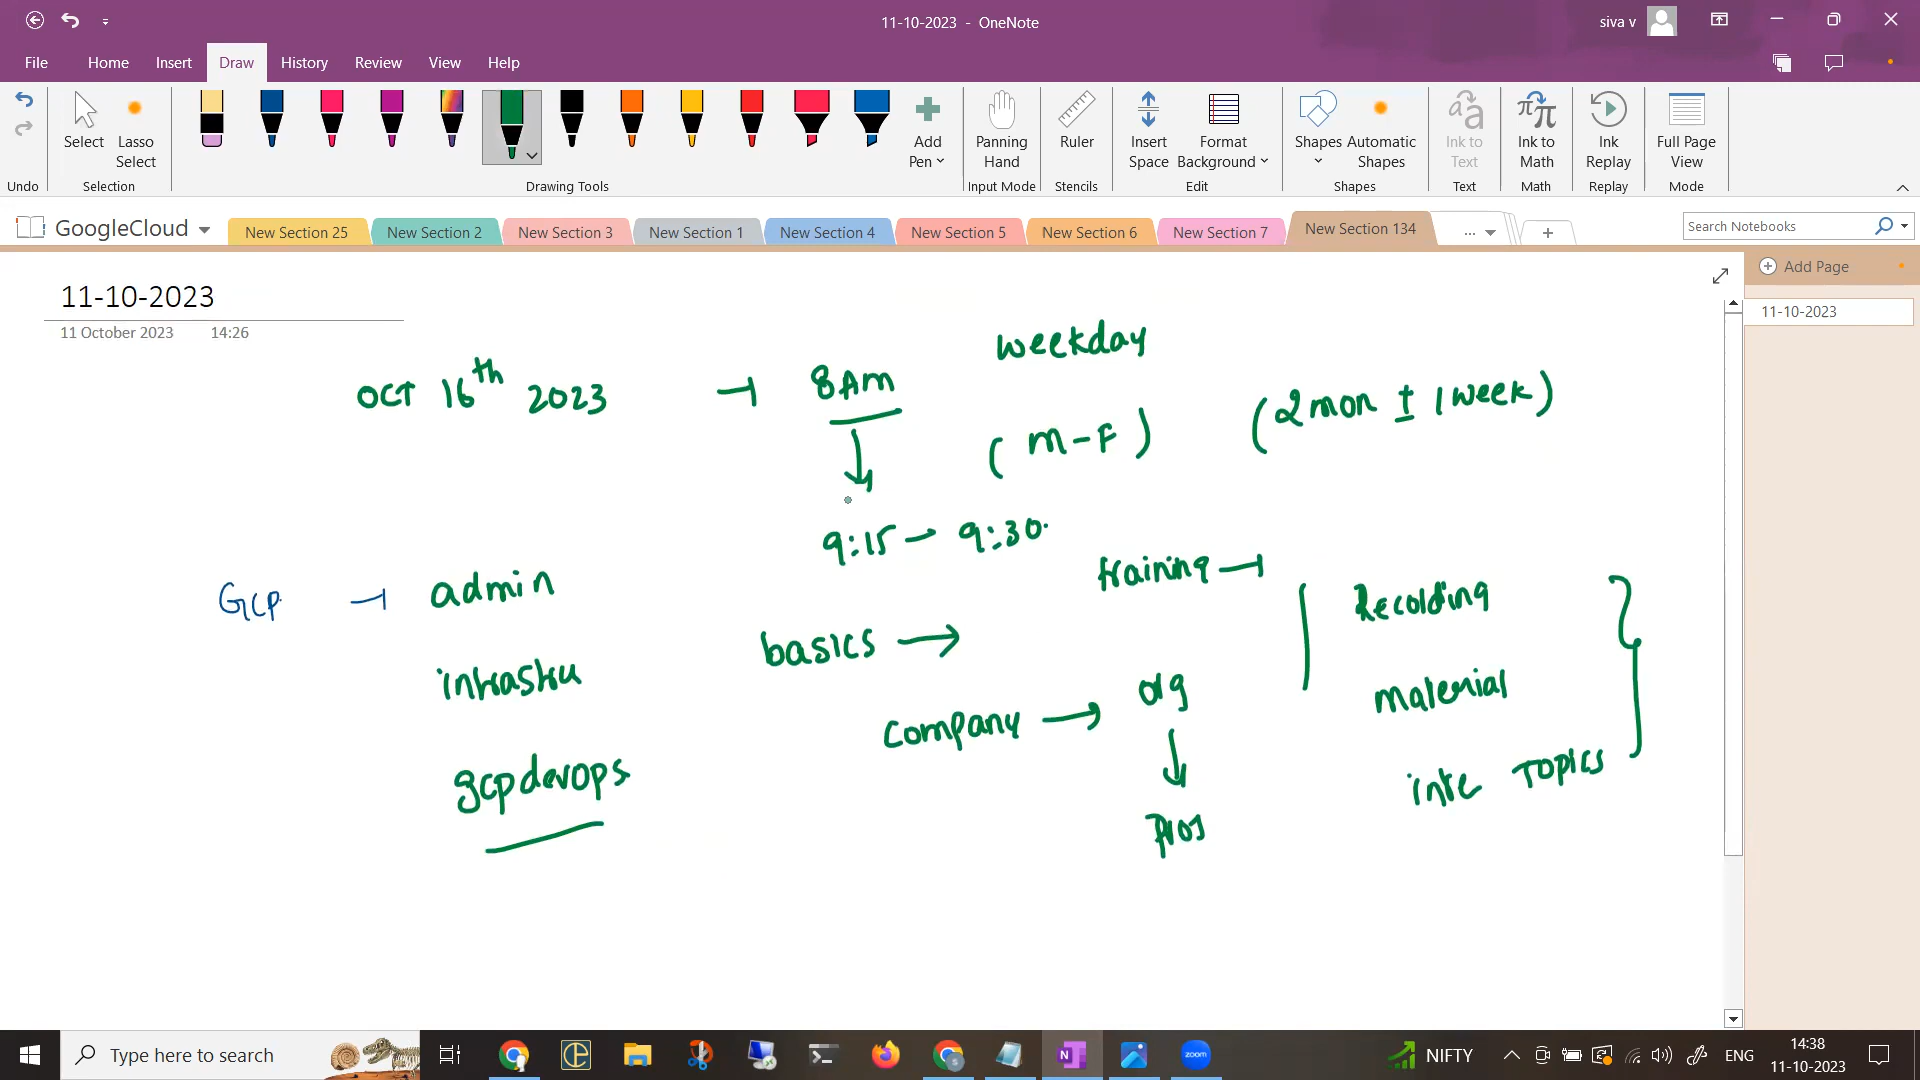 11-10-2023 - OneNote
siva v
File Home Insert Draw History Review View Help
Undo
Select
Lasso Select
Selection
Drawing Tools
Add Pen
Panning Hand
Input Mode
Ruler
Stencils
Insert Space
Format Background
Edit
Shapes
Automatic Shapes
Shapes
Ink to Text
Text
Ink to Math
Math
Ink Replay
Replay
Full Page View
Mode
GoogleCloud
New Section 25 New Section 2 New Section 3 New Section 1 New Section 4 New Section 5 New Section 6 New Section 7 New Section 134 ...
Search Notebooks
Add Page
11-10-2023
11-10-2023
11 October 2023 14:26
weekday
OCT 16th 2023 8Am
(M-F) (2 mon ± 1 week)
9:15 - 9:30
training
Gcp admin
Recolding
basics
infrastru
org
material
company
gcpdevops
inte Topics
Type here to search
zoom
NIFTY
ENG
14:38
11-10-2023